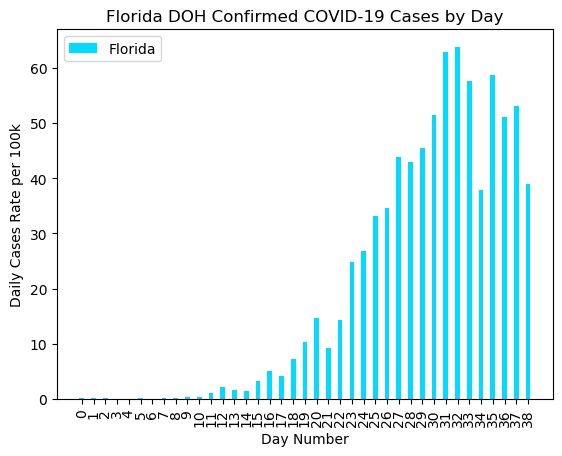 Florida DOH Confirmed COVID-19 Cases by Day
Florida
Daily Cases Rate per 100k
60
50
40
30
20
10
0
0 1 2 3 4 5 6 7 8 9 10 11 12 13 14 15 16 17 18 19 20 21 22 23 24 25 26 27 28 29 30 31 32 33 34 35 36 37 38
Day Number